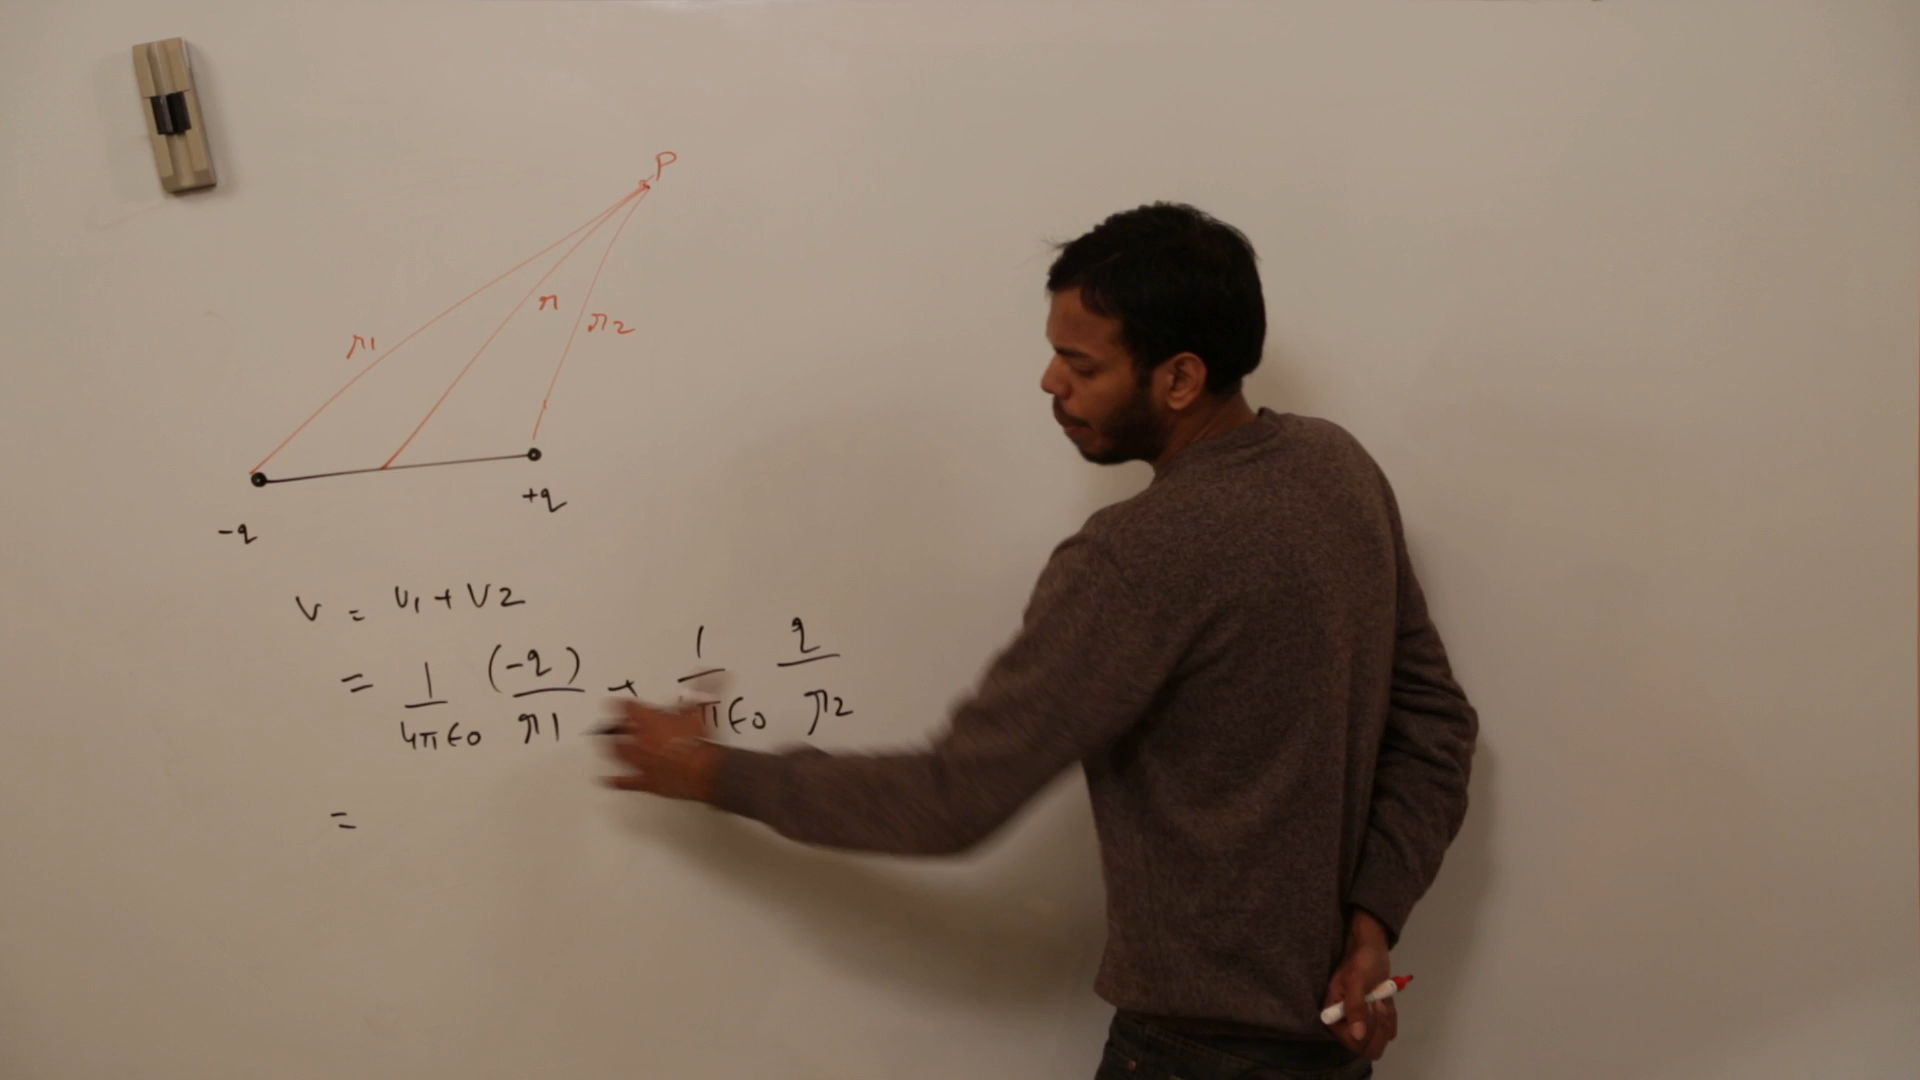 P
r
r2
r1
+q
-q
V = V1 + V2
= 1/4πϵ0 (-q)/r1 + 1/4πϵ0 q/r2
=